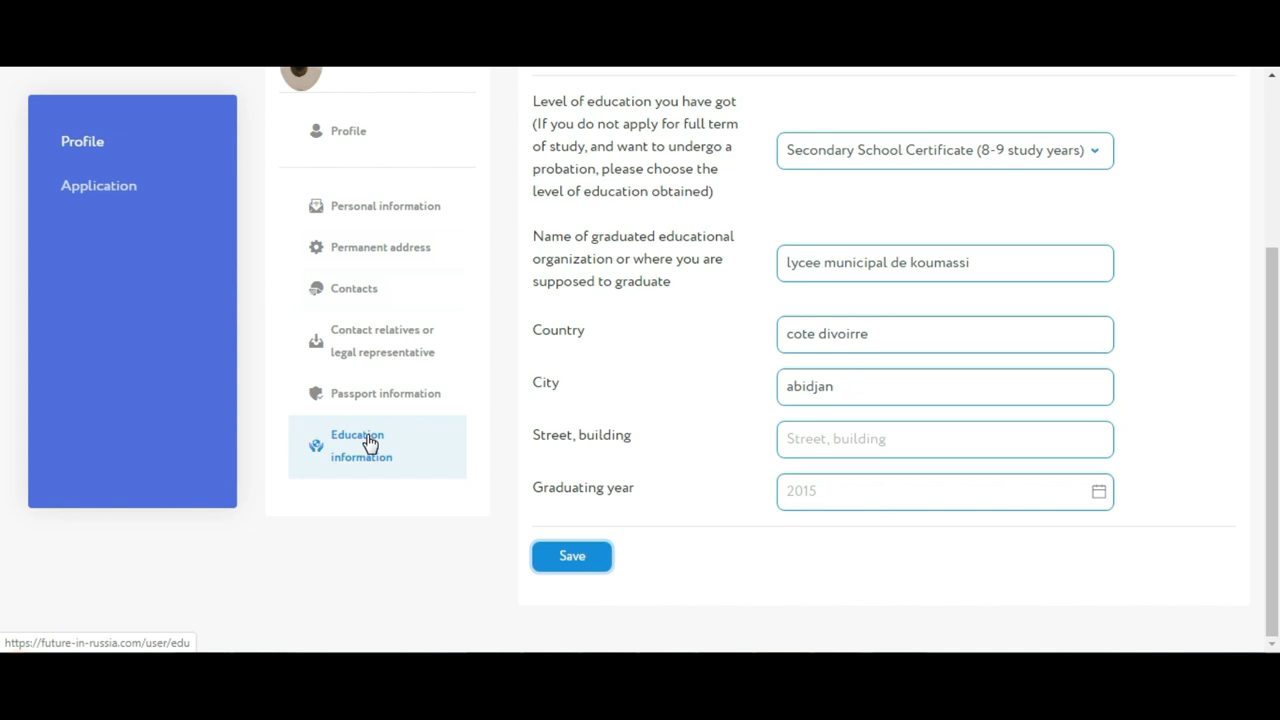 Profile
Application
Profile
Personal information
Permanent address
Contacts
Contact relatives or
legal representative
Passport information
Education
information
Level of education you have got
(If you do not apply for full term
of study, and want to undergo a
probation, please choose the
level of education obtained)
Secondary School Certificate (8-9 study years)
Name of graduated educational
organization or where you are
supposed to graduate
lycee municipal de koumassi
Country
cote divoirre
City
abidjan
Street, building
Street, building
Graduating year
2015
Save
https://future-in-russia.com/user/edu